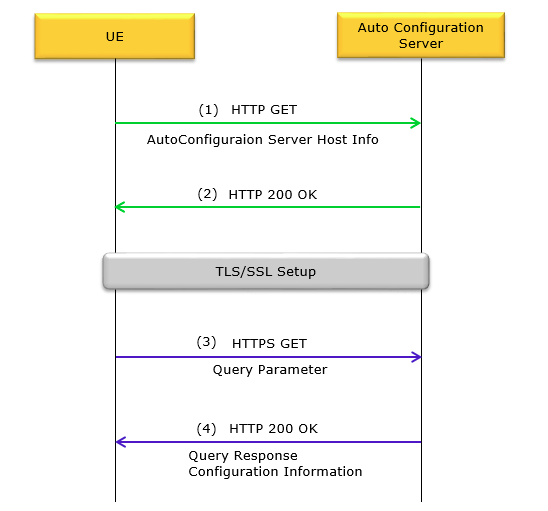 UE
Auto Configuration
Server
(1) HTTP GET
AutoConfiguraion Server Host Info
(2) HTTP 200 OK
TLS/SSL Setup
(3) HTTPS GET
Query Parameter
(4) HTTP 200 OK
Query Response
Configuration Information